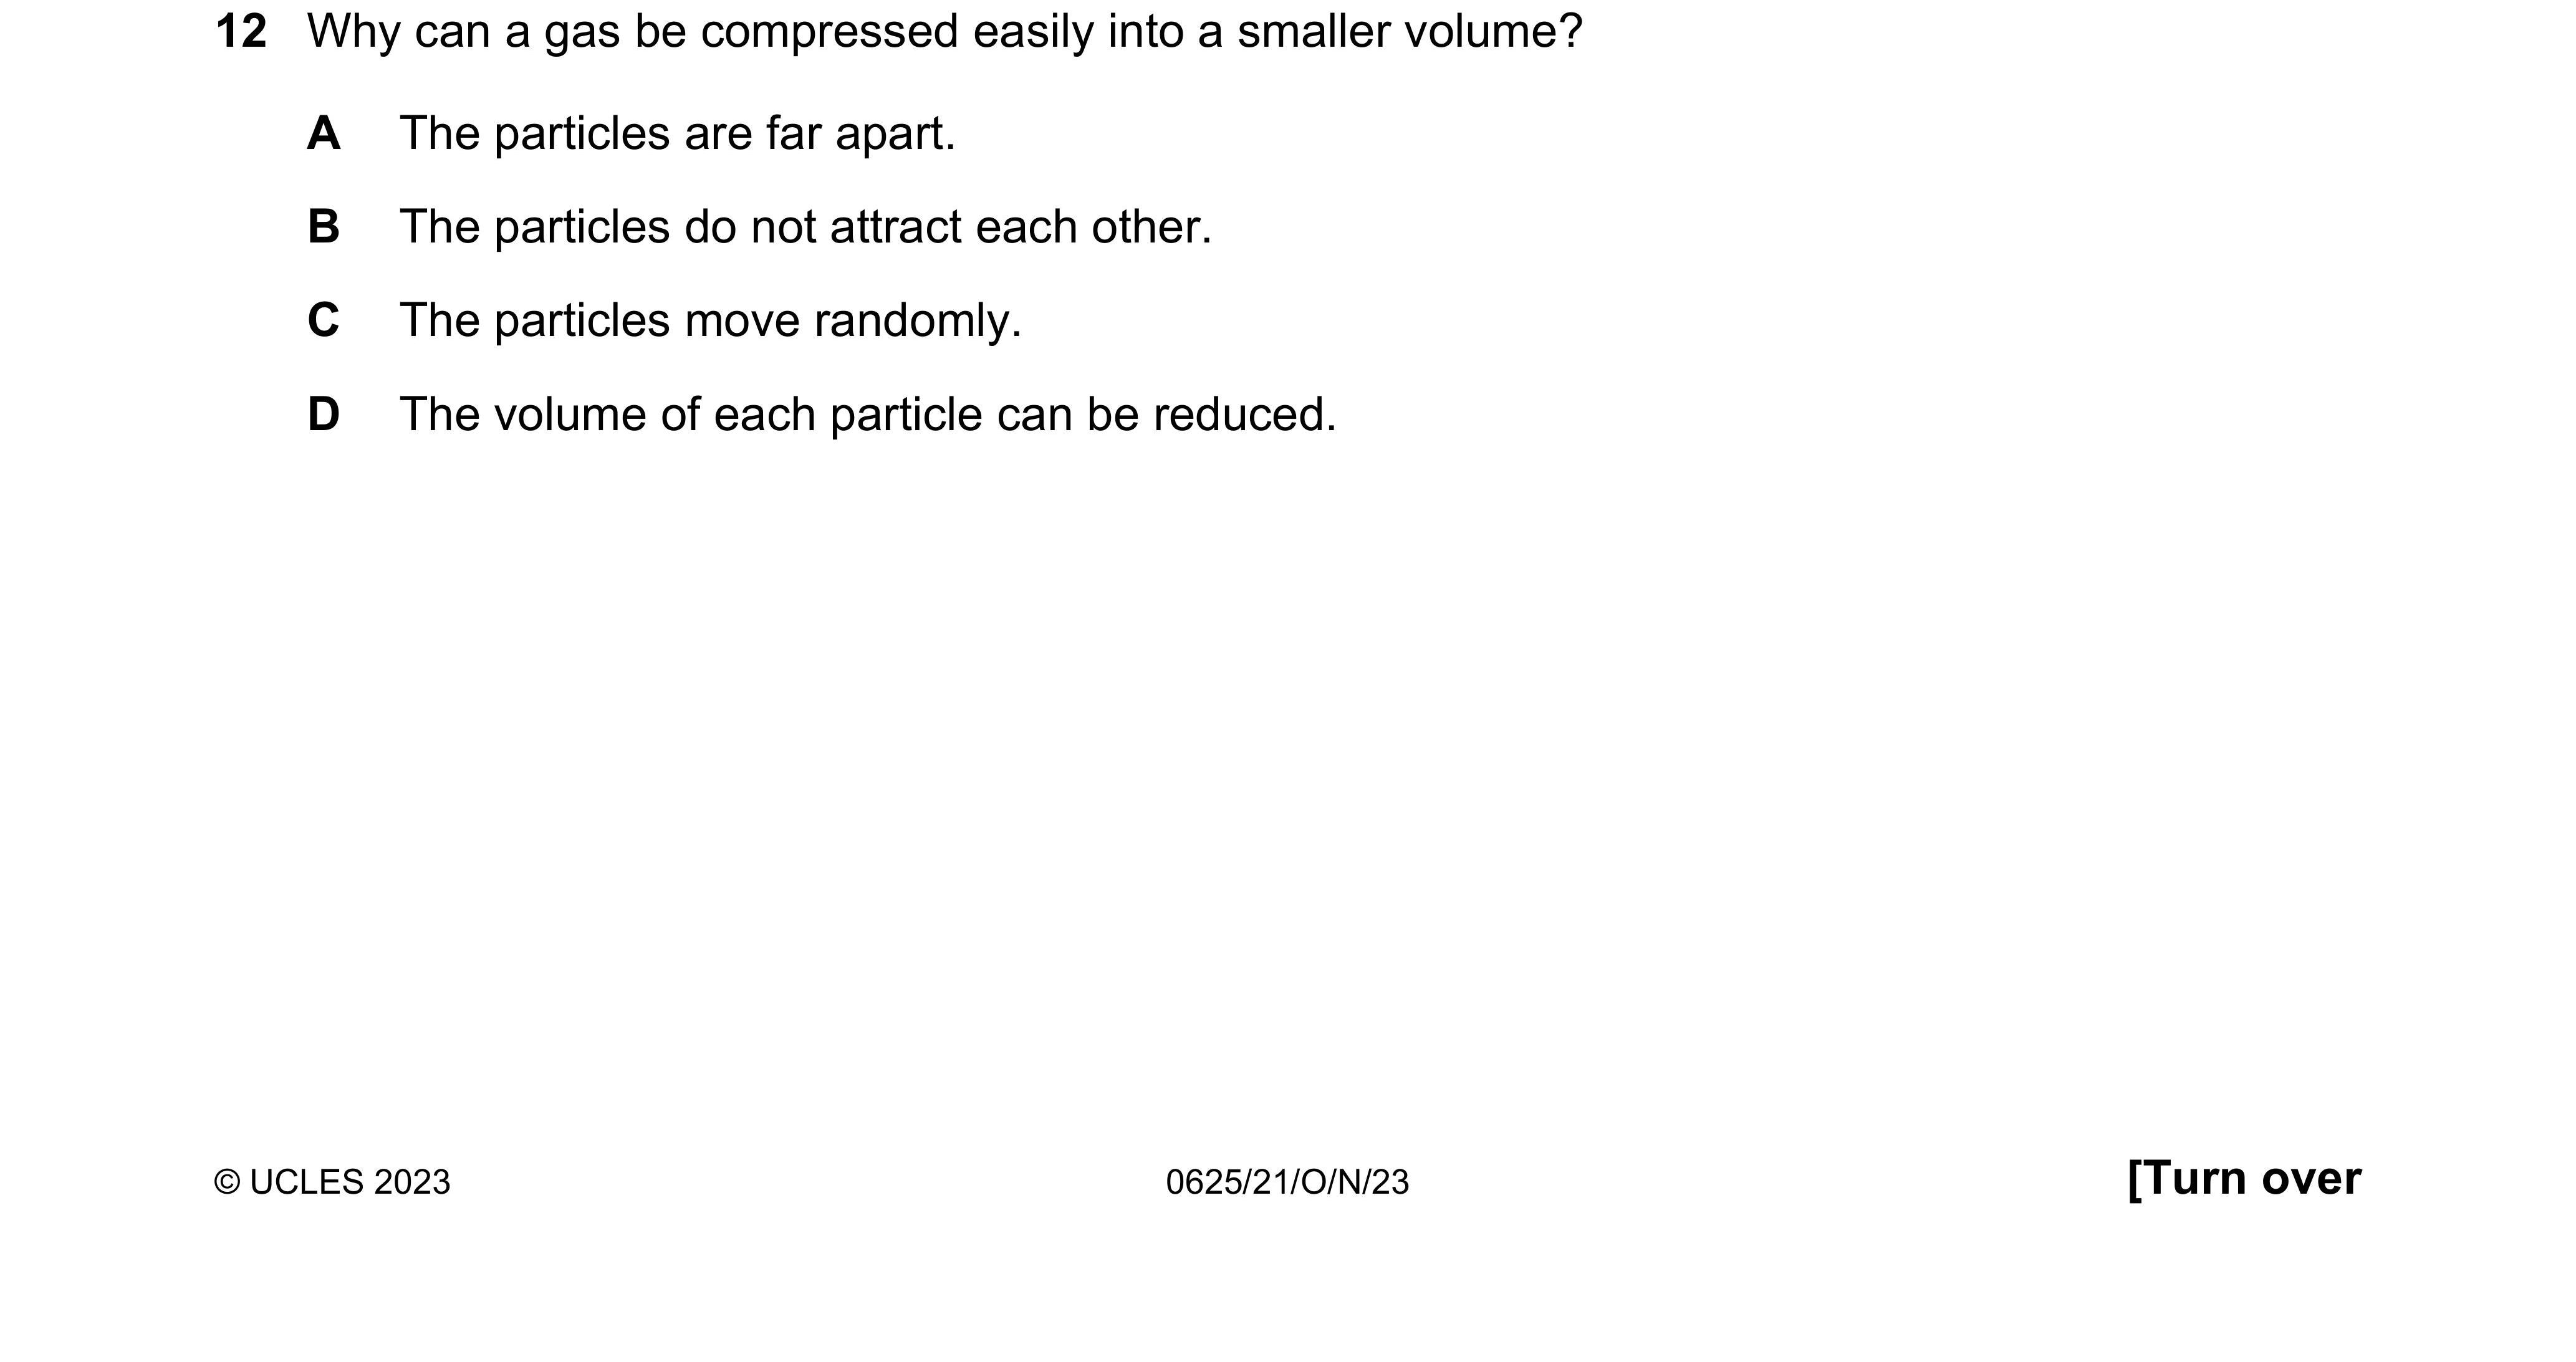 12 Why can a gas be compressed easily into a smaller volume?
A The particles are far apart.
B The particles do not attract each other.
C The particles move randomly.
D The volume of each particle can be reduced.
© UCLES 2023 0625/21/O/N/23 [Turn over